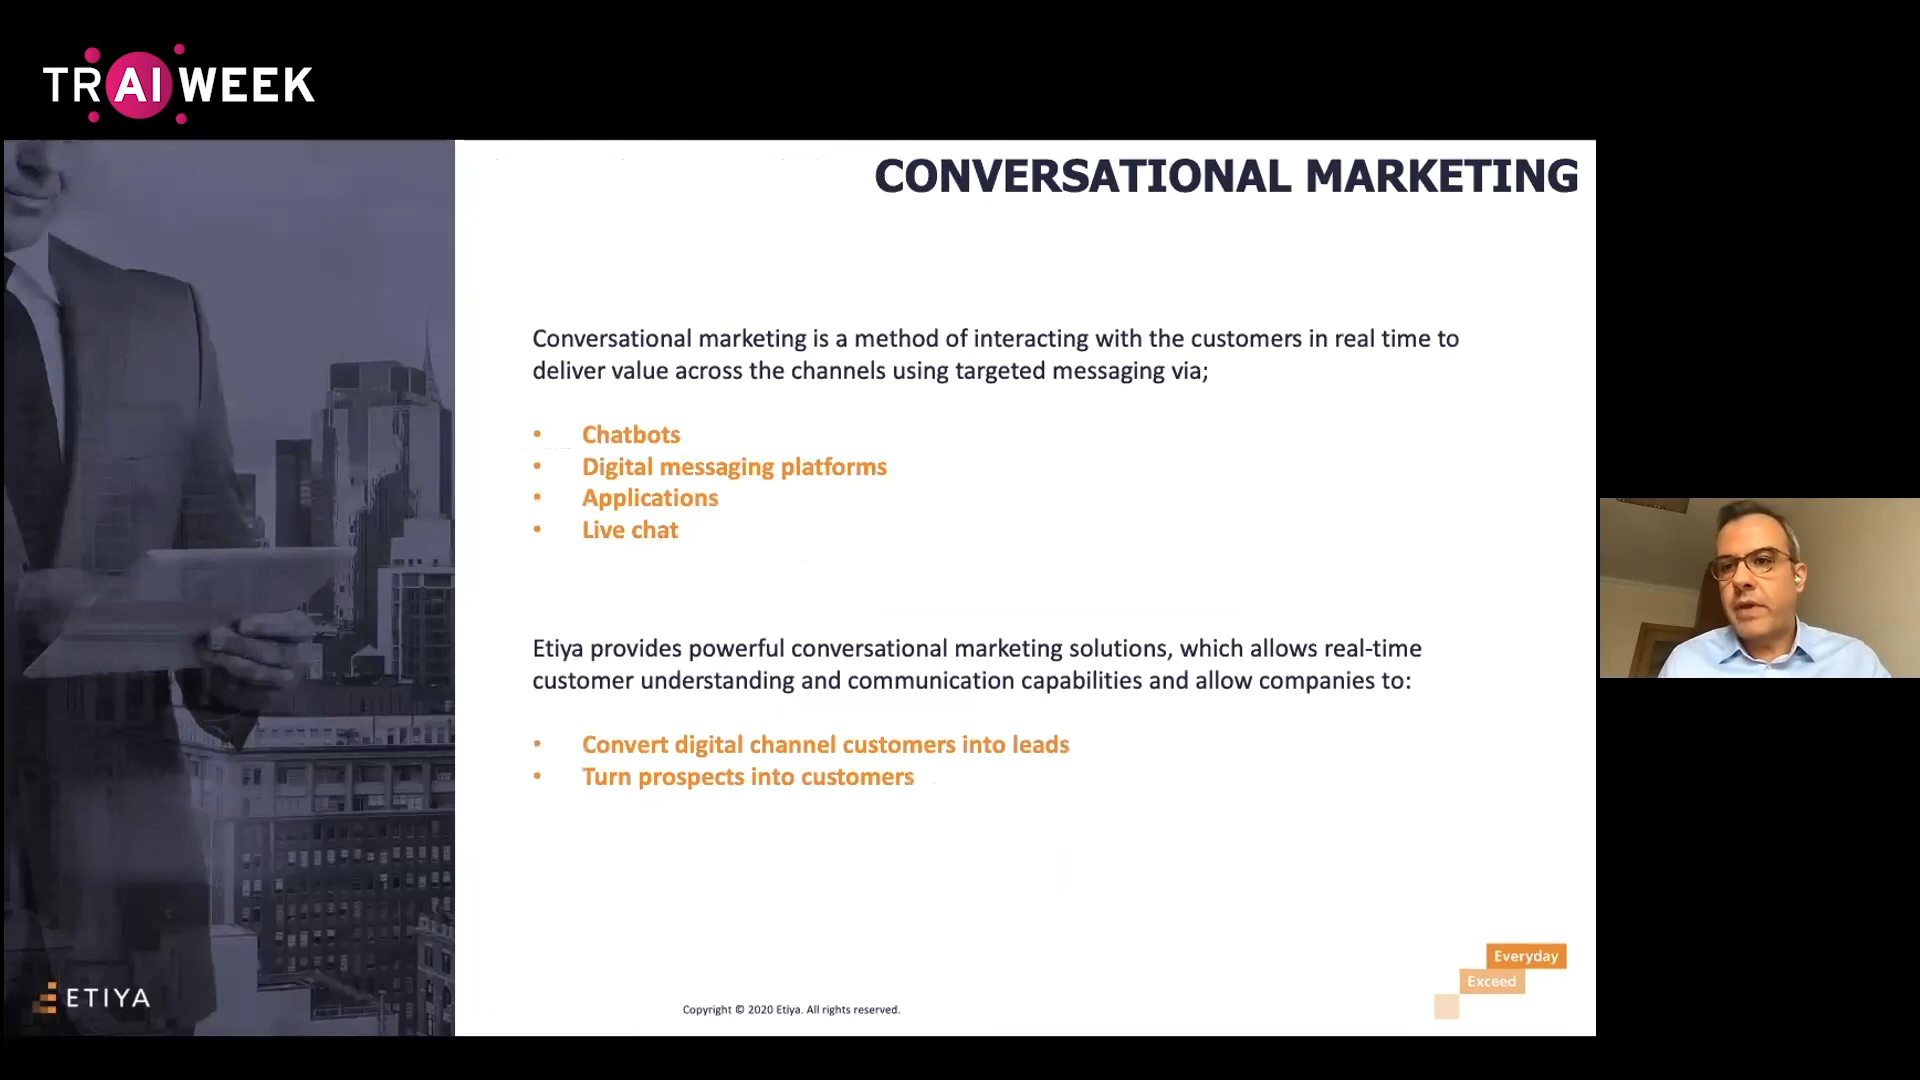 TRAI WEEK
CONVERSATIONAL MARKETING
Conversational marketing is a method of interacting with the customers in real time to
deliver value across the channels using targeted messaging via;
• Chatbots
• Digital messaging platforms
• Applications
• Live chat
Etiya provides powerful conversational marketing solutions, which allows real-time
customer understanding and communication capabilities and allow companies to:
• Convert digital channel customers into leads
• Turn prospects into customers
Everyday
Exceed
ETIYA
Copyright © 2020 Etiya. All rights reserved.